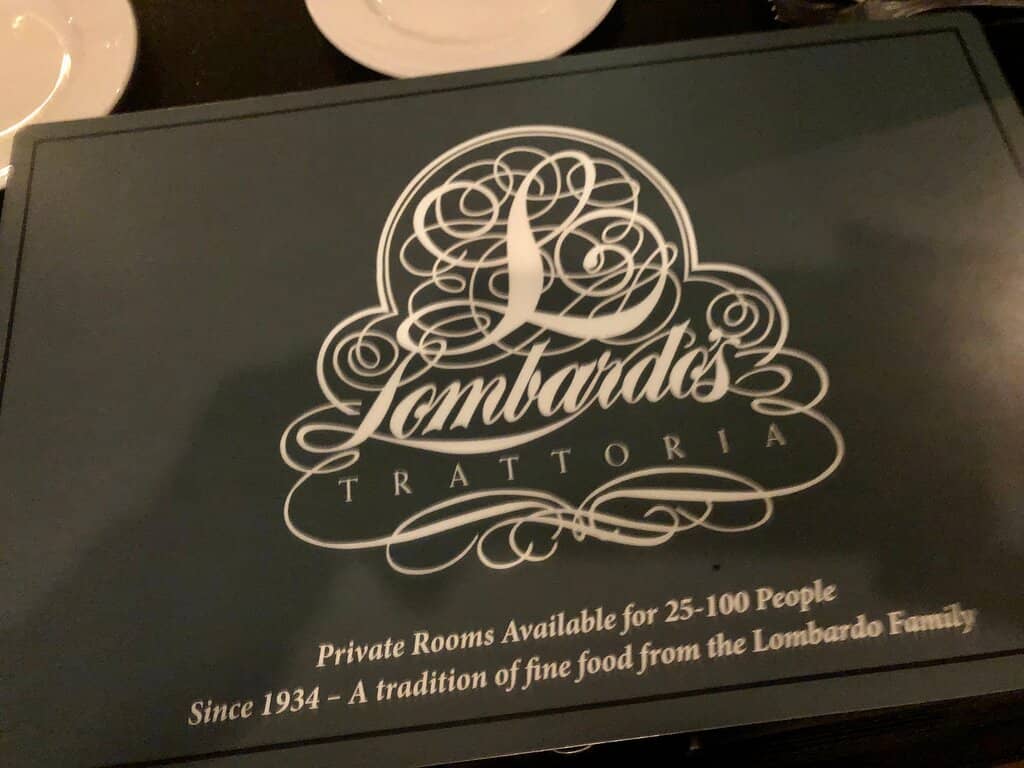 L
Lombardo's
TRATTORIA
Private Rooms Available for 25-100 People
Since 1934 – A tradition of fine food from the Lombardo Family